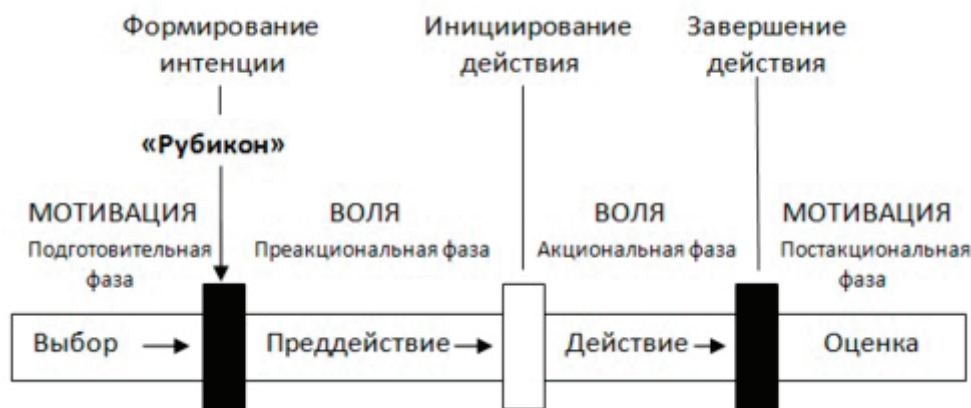 Формирование
интенции
Инициирование
действия
Завершение
действия
«Рубикон»
МОТИВАЦИЯ
Подготовительная
фаза
ВОЛЯ
Преакциональная фаза
ВОЛЯ
Акциональная фаза
МОТИВАЦИЯ
Постакциональная
фаза
Выбор
Преддействие
Действие
Оценка